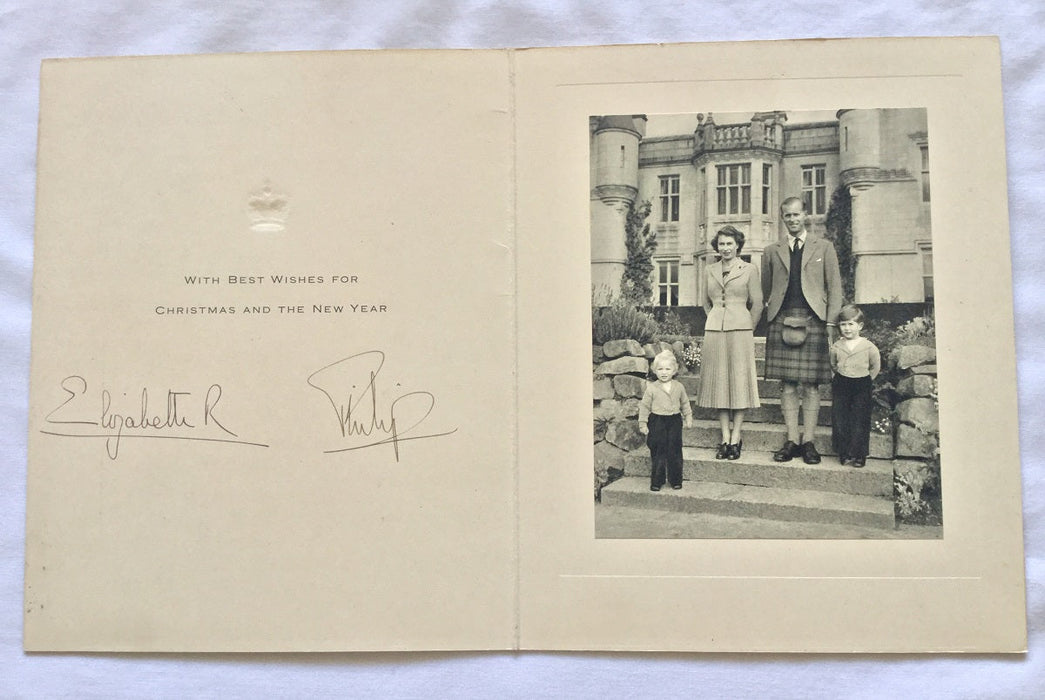 WITH BEST WISHES FOR
CHRISTMAS AND THE NEW YEAR
Elizabeth R Philip